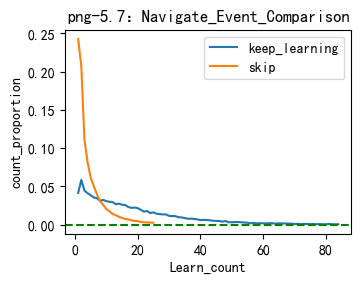 png-5.7：Navigate_Event_Comparison
0.25
0.20
0.15
0.10
0.05
0.00
count_proportion
keep_learning
skip
0
20
40
60
80
Learn_count